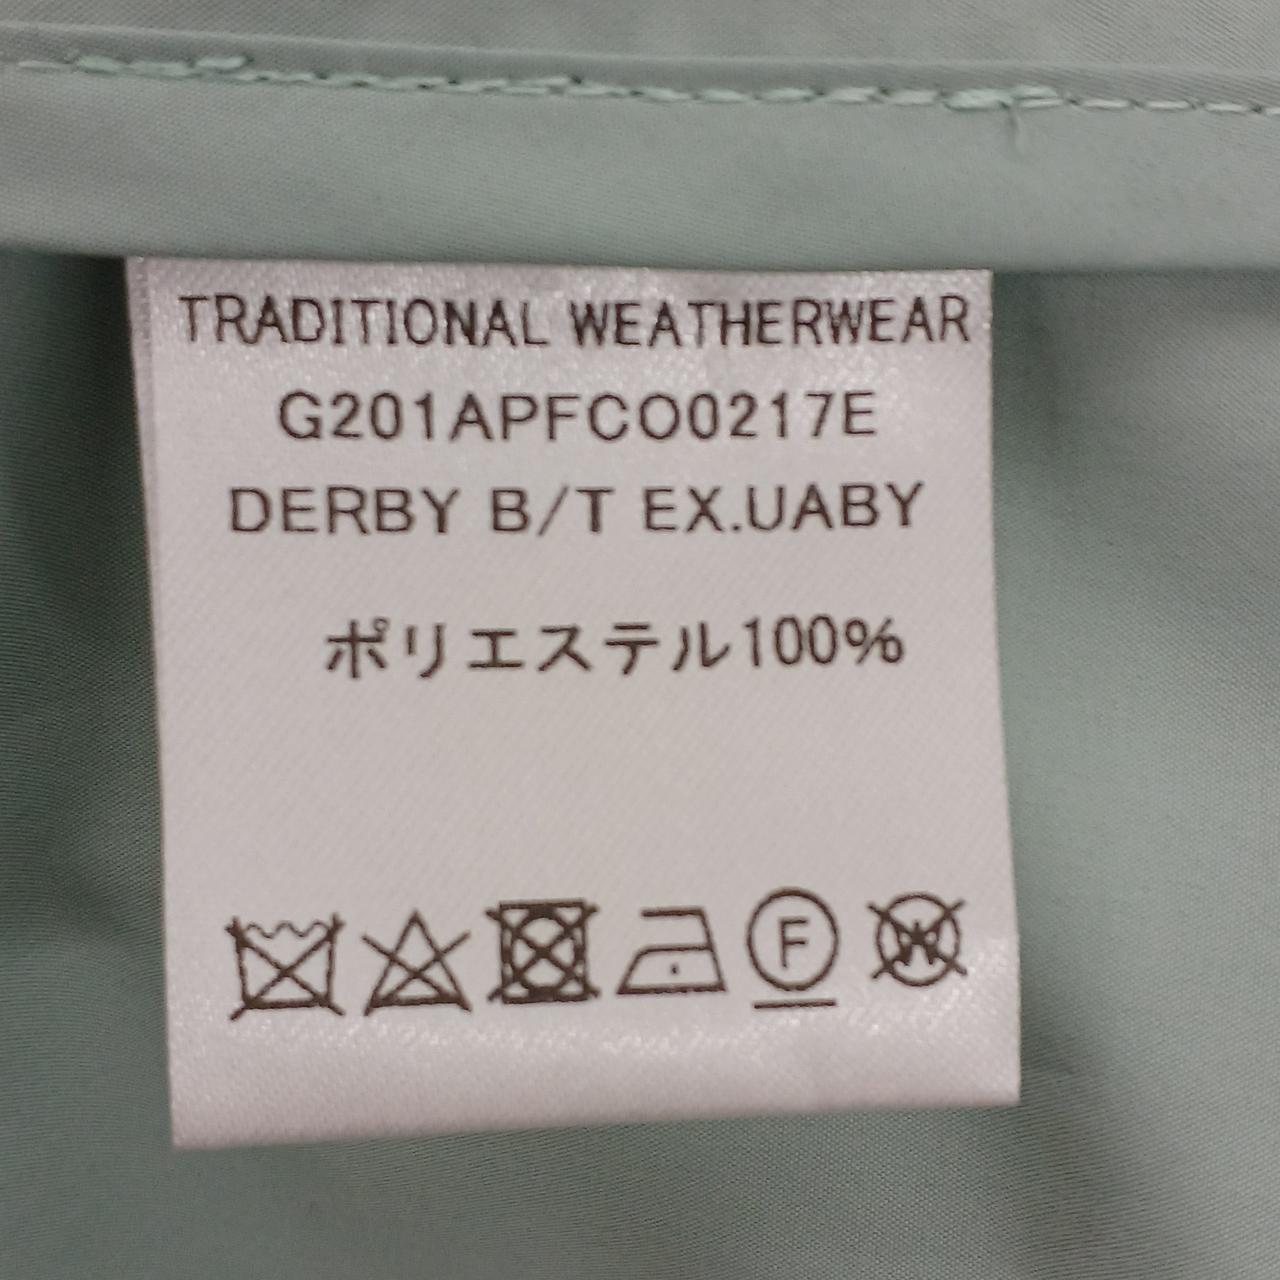 TRADITIONAL WEATHERWEAR
G201APFCO0217E
DERBY B/T EX.UABY
ポリエステル100%
F W